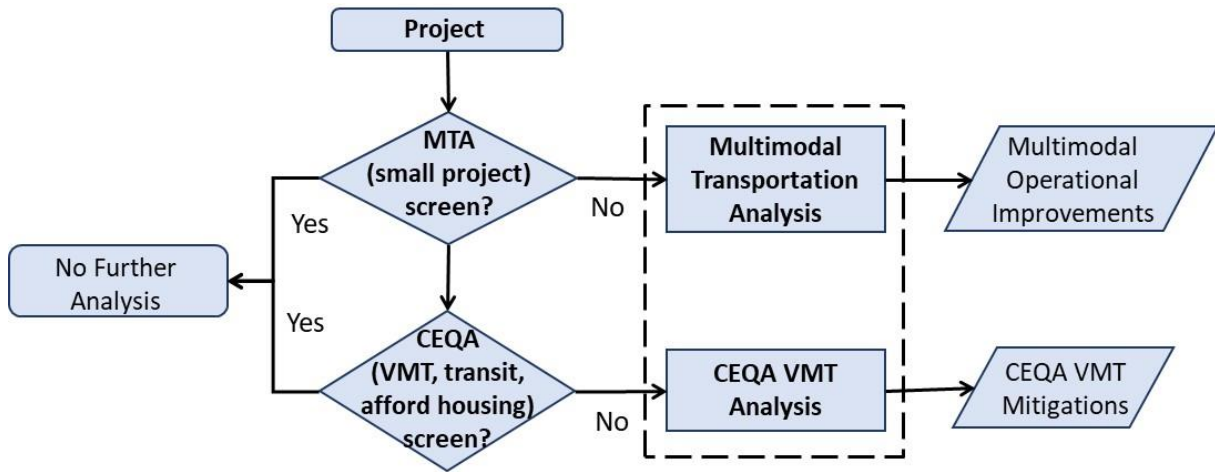 Project
MTA
(small project)
screen?
Yes
No
Multimodal
Transportation
Analysis
Multimodal
Operational
Improvements
No Further
Analysis
Yes
CEQA
(VMT, transit,
afford housing)
screen?
No
CEQA VMT
Analysis
CEQA VMT
Mitigations